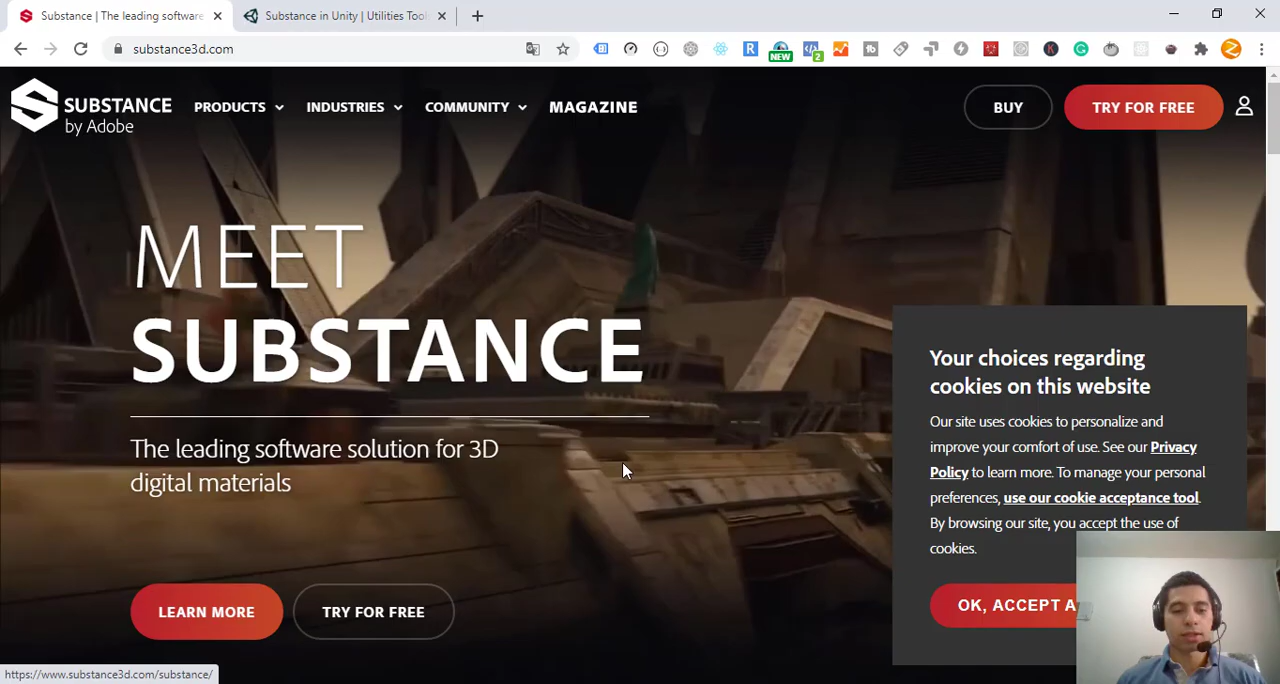 Substance | The leading software
Substance in Unity | Utilities Tool
substance3d.com
R
NEW
2
K
SUBSTANCE
by Adobe
PRODUCTS
INDUSTRIES
COMMUNITY
MAGAZINE
BUY
TRY FOR FREE
MEET
SUBSTANCE
The leading software solution for 3D
digital materials
LEARN MORE
TRY FOR FREE
Your choices regarding
cookies on this website
Our site uses cookies to personalize and
improve your comfort of use. See our Privacy
Policy to learn more. To manage your personal
preferences, use our cookie acceptance tool.
By browsing our site, you accept the use of
cookies.
OK, ACCEPT A
https://www.substance3d.com/substance/